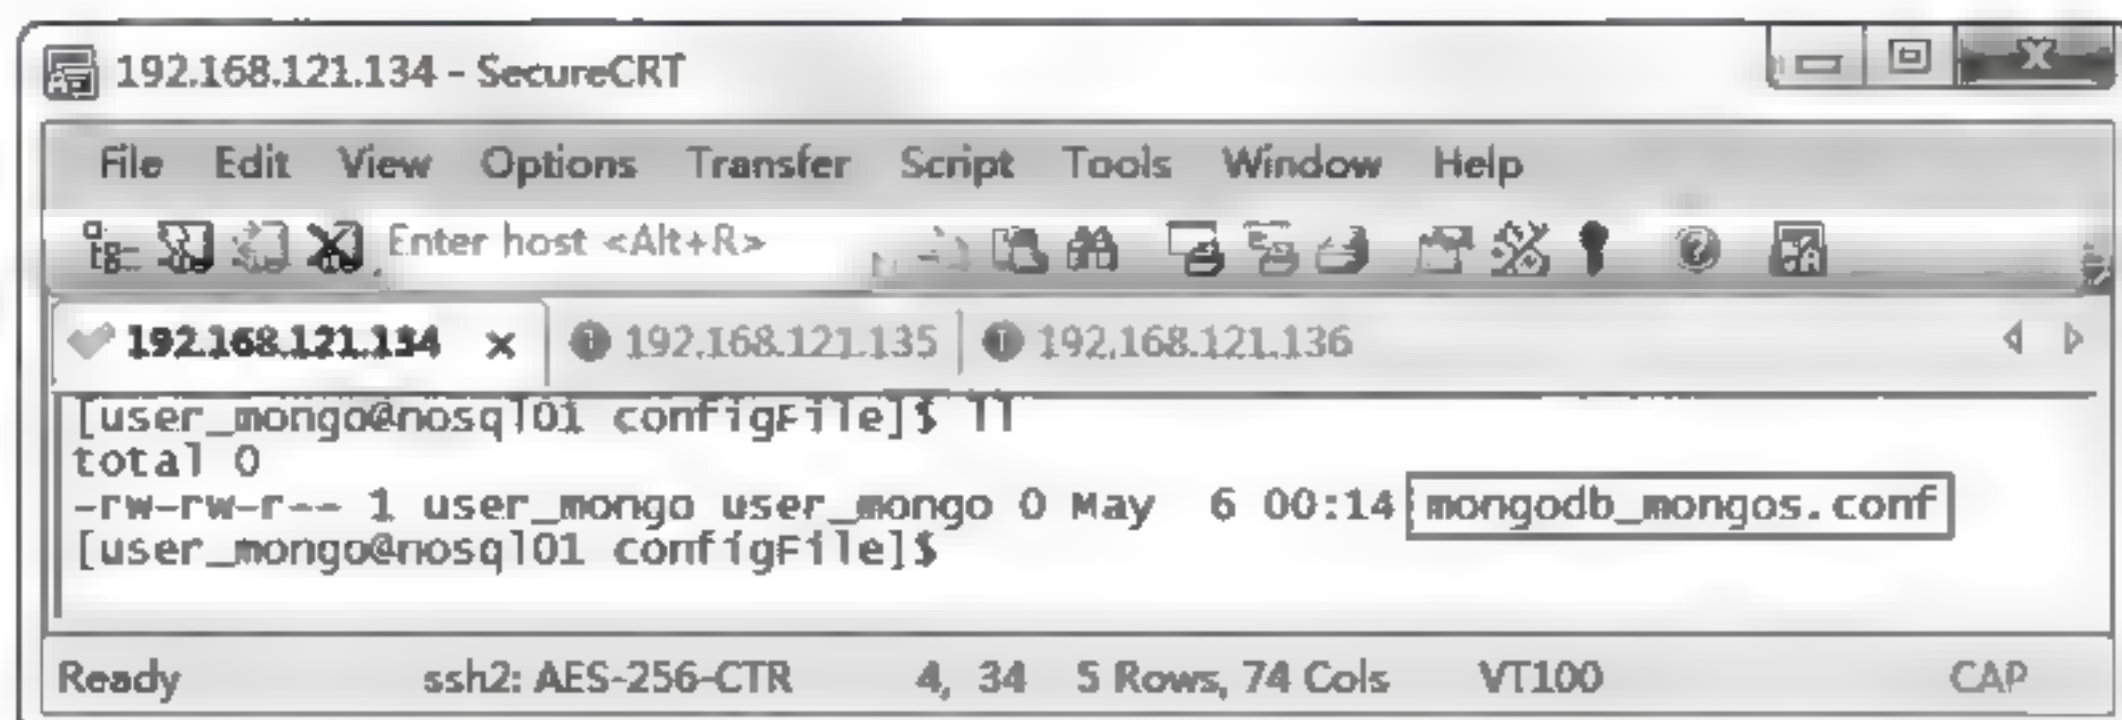 192.168.121.134 - SecureCRT
File Edit View Options Transfer Script Tools Window Help
Enter host <Alt+R>
192.168.121.134 x 192.168.121.135 192.168.121.136
[user_mongo@nosql01 configFile]$ ll
total 0
-rw-rw-r-- 1 user_mongo user_mongo 0 May  6 00:14 mongodb_mongos.conf
[user_mongo@nosql01 configFile]$
Ready ssh2: AES-256-CTR 4, 34 5 Rows, 74 Cols VT100 CAP